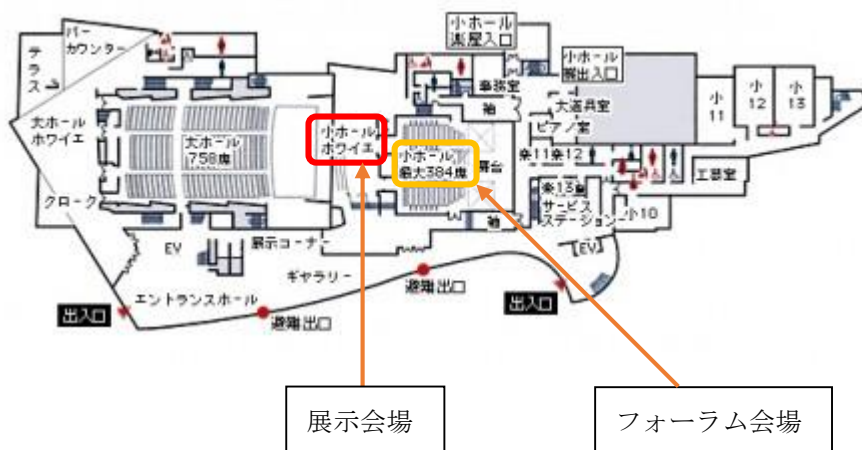 バー
カウンター
テラス
小ホール
楽屋入口
小ホール
搬出入口
事務室
袖
大道具室
ピアノ室
小11
小12
小13
大ホール
ホワイエ
大ホール
758席
小ホール
ホワイエ
小ホール
最大384席
舞台
楽11楽12
工芸室
クローク
楽13
サービス
ステーション
小10
袖
EV
展示コーナー
EV
ギャラリー
エントランスホール
避難出口
出入口
避難出口
出入口
展示会場
フォーラム会場